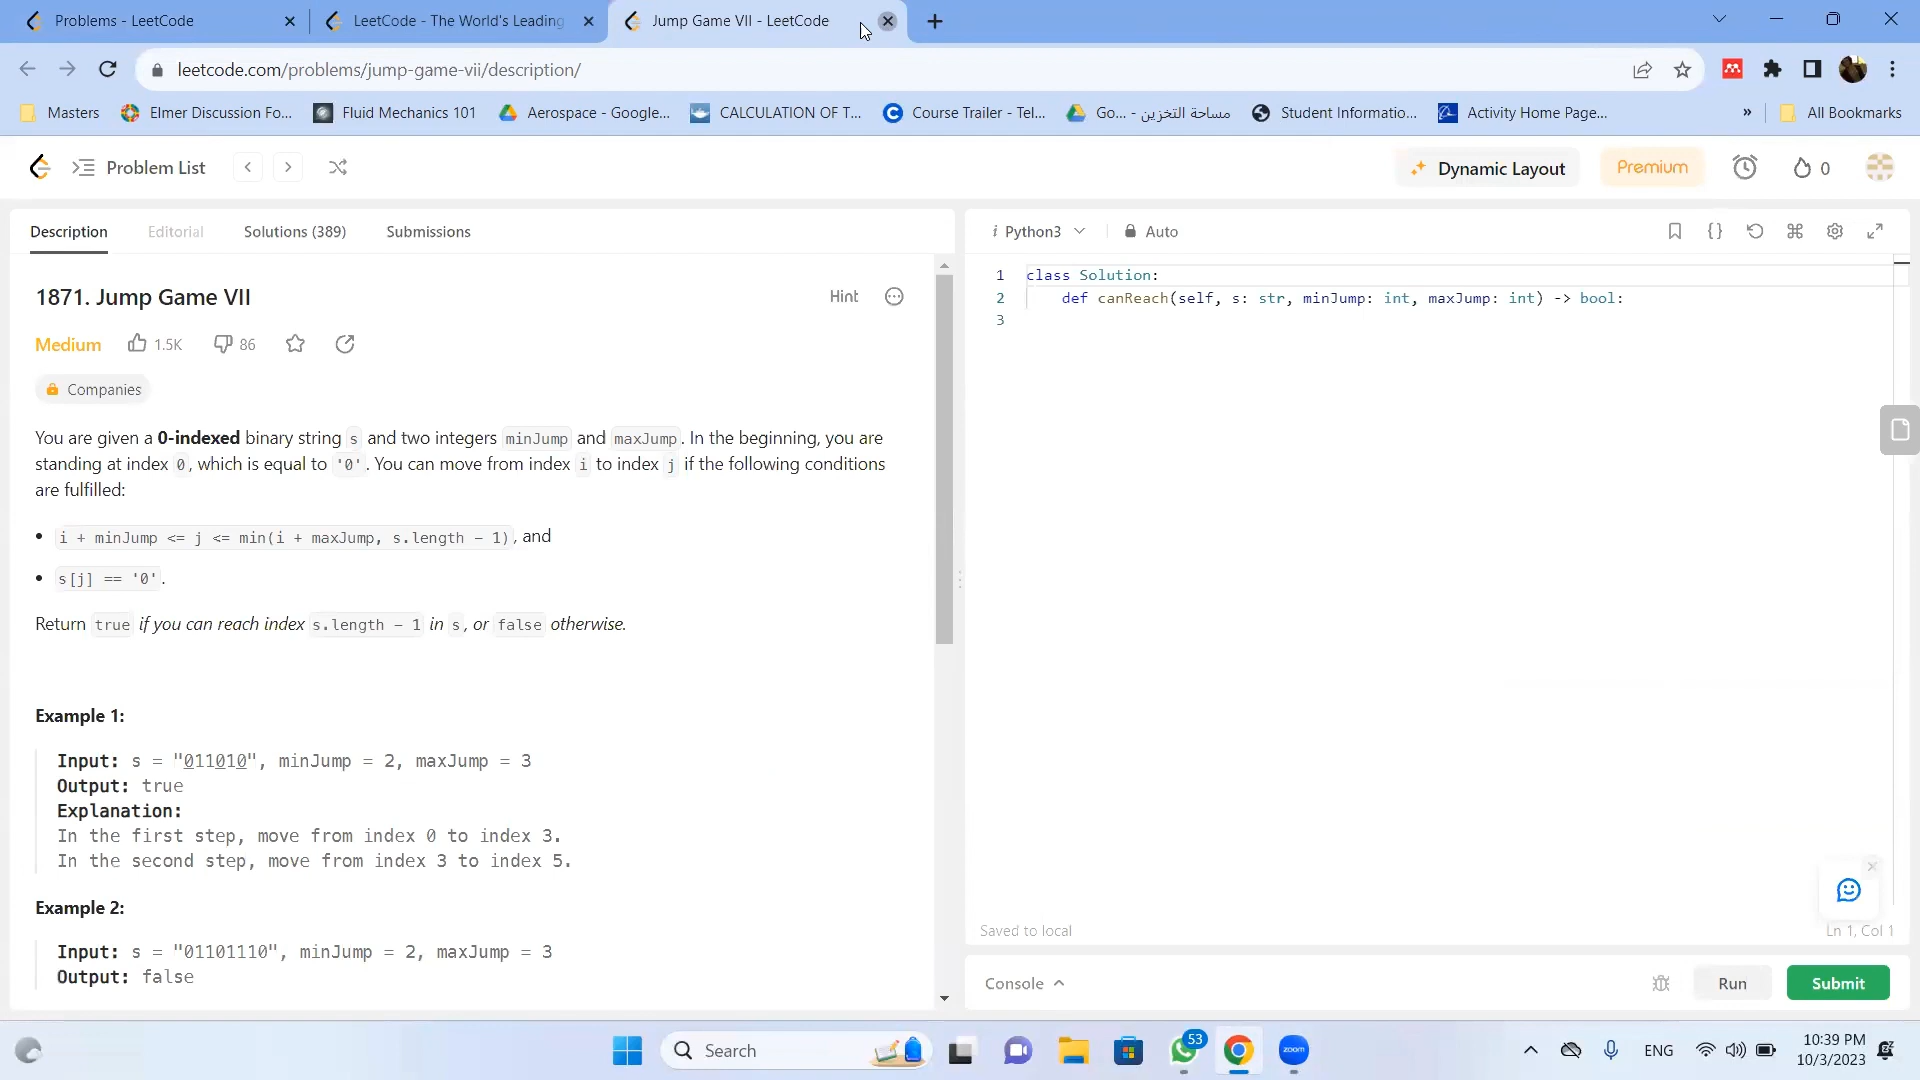 Problems - LeetCode
LeetCode - The World's Leading
Jump Game VII - LeetCode
leetcode.com/problems/jump-game-vii/description/
Masters
Elmer Discussion Fo...
Fluid Mechanics 101
Aerospace - Google...
CALCULATION OF T...
Course Trailer - Tel...
Go... - مساحة التخزين
Student Informatio...
Activity Home Page...
»
All Bookmarks
Problem List
Dynamic Layout
Premium
0
Description
Editorial
Solutions (389)
Submissions
1871. Jump Game VII
Hint
Medium
1.5K
86
Companies
You are given a 0-indexed binary string s and two integers minJump and maxJump. In the beginning, you are
standing at index 0, which is equal to '0'. You can move from index i to index j if the following conditions
are fulfilled:
• i + minJump <= j <= min(i + maxJump, s.length - 1), and
• s[j] == '0'.
Return true if you can reach index s.length - 1 in s, or false otherwise.
Example 1:
Input: s = "011010", minJump = 2, maxJump = 3
Output: true
Explanation:
In the first step, move from index 0 to index 3.
In the second step, move from index 3 to index 5.
Example 2:
Input: s = "01101110", minJump = 2, maxJump = 3
Output: false
i Python3
Auto
1 class Solution:
2 def canReach(self, s: str, minJump: int, maxJump: int) -> bool:
3
Saved to local
Ln 1, Col 1
Console
Run
Submit
Search
53
zoom
ENG
10:39 PM
10/3/2023